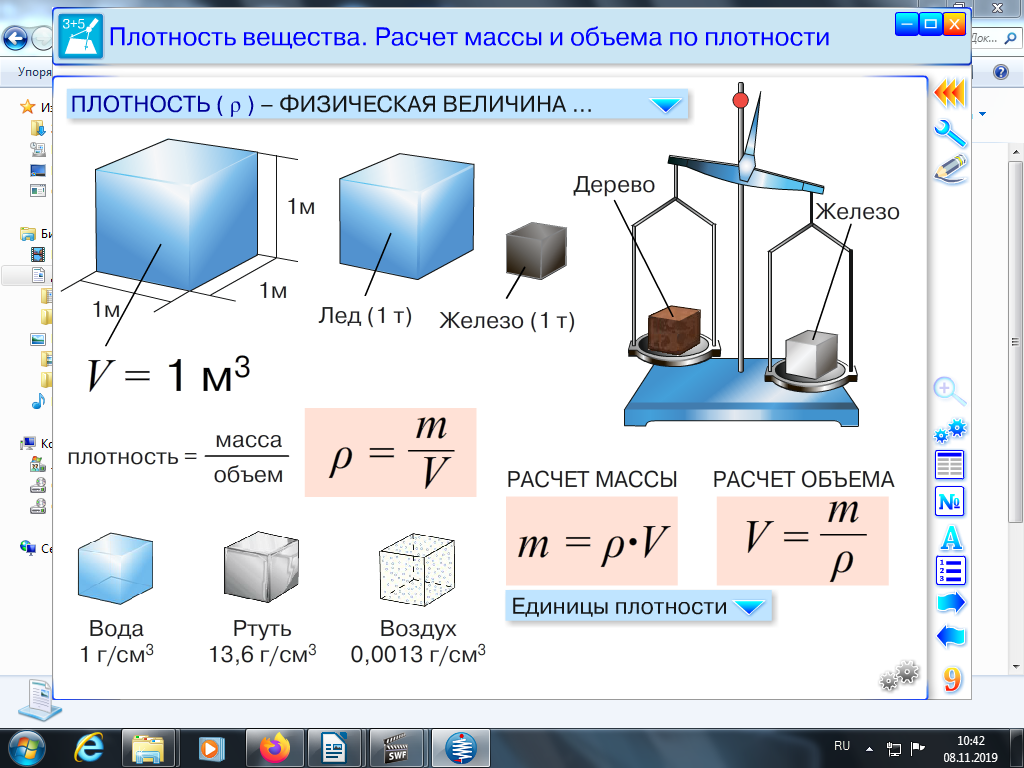 3+5
Плотность вещества. Расчет массы и объема по плотности
Док...
Упоря
ПЛОТНОСТЬ ( ρ ) – ФИЗИЧЕСКАЯ ВЕЛИЧИНА ...
Из
Би
Ко
Се
1м
1м
1м
V = 1 м³
Лед (1 т)
Железо (1 т)
Дерево
Железо
плотность = масса
объем
ρ = m
V
РАСЧЕТ МАССЫ
m = ρ·V
РАСЧЕТ ОБЪЕМА
V = m
ρ
Единицы плотности
Вода
1 г/см³
Ртуть
13,6 г/см³
Воздух
0,0013 г/см³
№
A
1
2
3
9
SWF
RU
10:42
08.11.2019